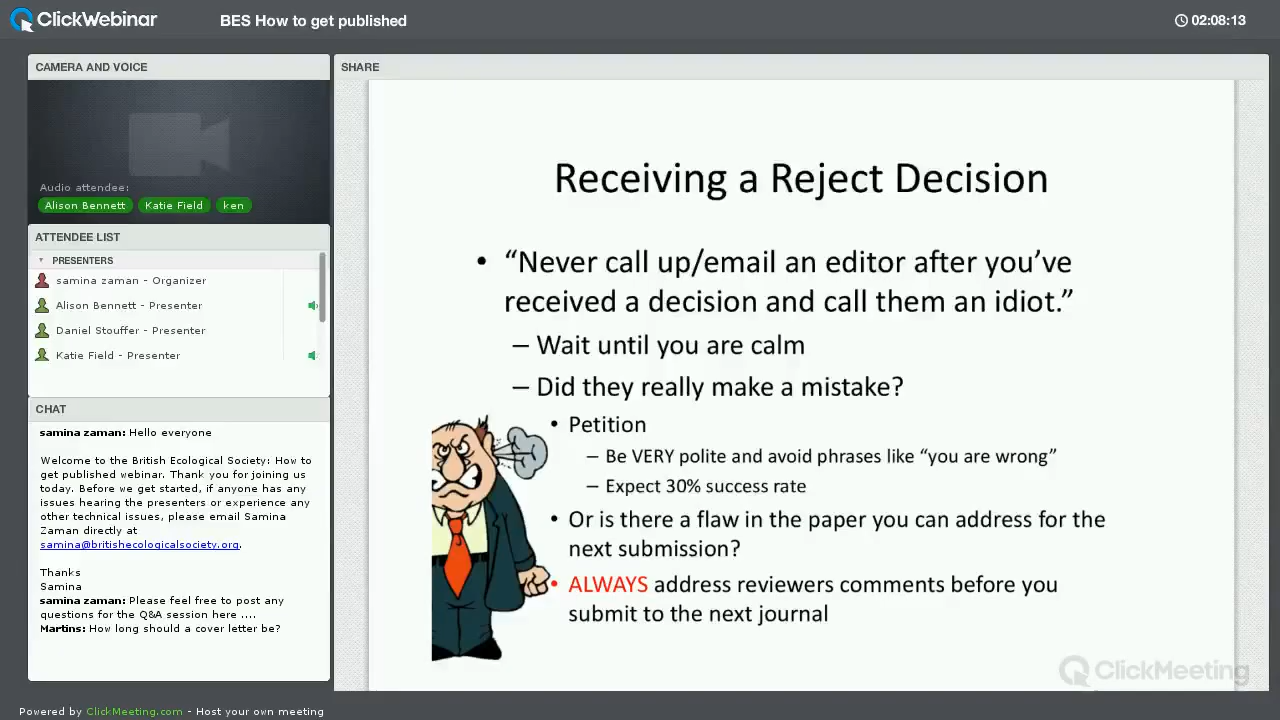 ClickWebinar
BES How to get published
02:08:13
CAMERA AND VOICE
Audio attendee:
Alison Bennett
Katie Field
ken
ATTENDEE LIST
PRESENTERS
samina zaman - Organizer
Alison Bennett - Presenter
Daniel Stouffer - Presenter
Katie Field - Presenter
CHAT
samina zaman: Hello everyone
Welcome to the British Ecological Society: How to
get published webinar. Thank you for joining us
today. Before we get started, if anyone has any
issues hearing the presenters or experience any
other technical issues, please email Samina
Zaman directly at
samina@britishecologicalsociety.org.
Thanks
Samina
samina zaman: Please feel free to post any
questions for the Q&A session here ....
Martins: How long should a cover letter be?
SHARE
Receiving a Reject Decision
• “Never call up/email an editor after you’ve
received a decision and call them an idiot.”
– Wait until you are calm
– Did they really make a mistake?
• Petition
– Be VERY polite and avoid phrases like “you are wrong”
– Expect 30% success rate
• Or is there a flaw in the paper you can address for the
next submission?
• ALWAYS address reviewers comments before you
submit to the next journal
ClickMeeting
Powered by ClickMeeting.com - Host your own meeting